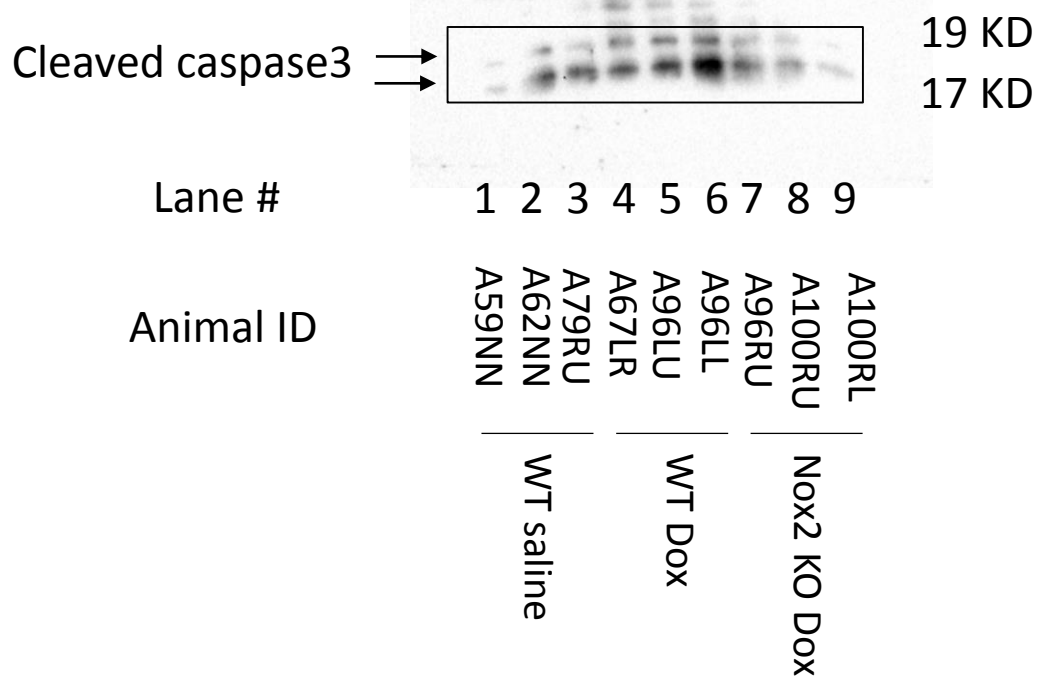 19 KD
Cleaved caspase3
17 KD
Lane # 1 2 3 4 5 6 7 8 9
Animal ID
A59NN
A62NN
A79RU
A67LR
A96LU
A96LL
A96RU
A100RU
A100RL
WT saline
WT Dox
Nox2 KO Dox